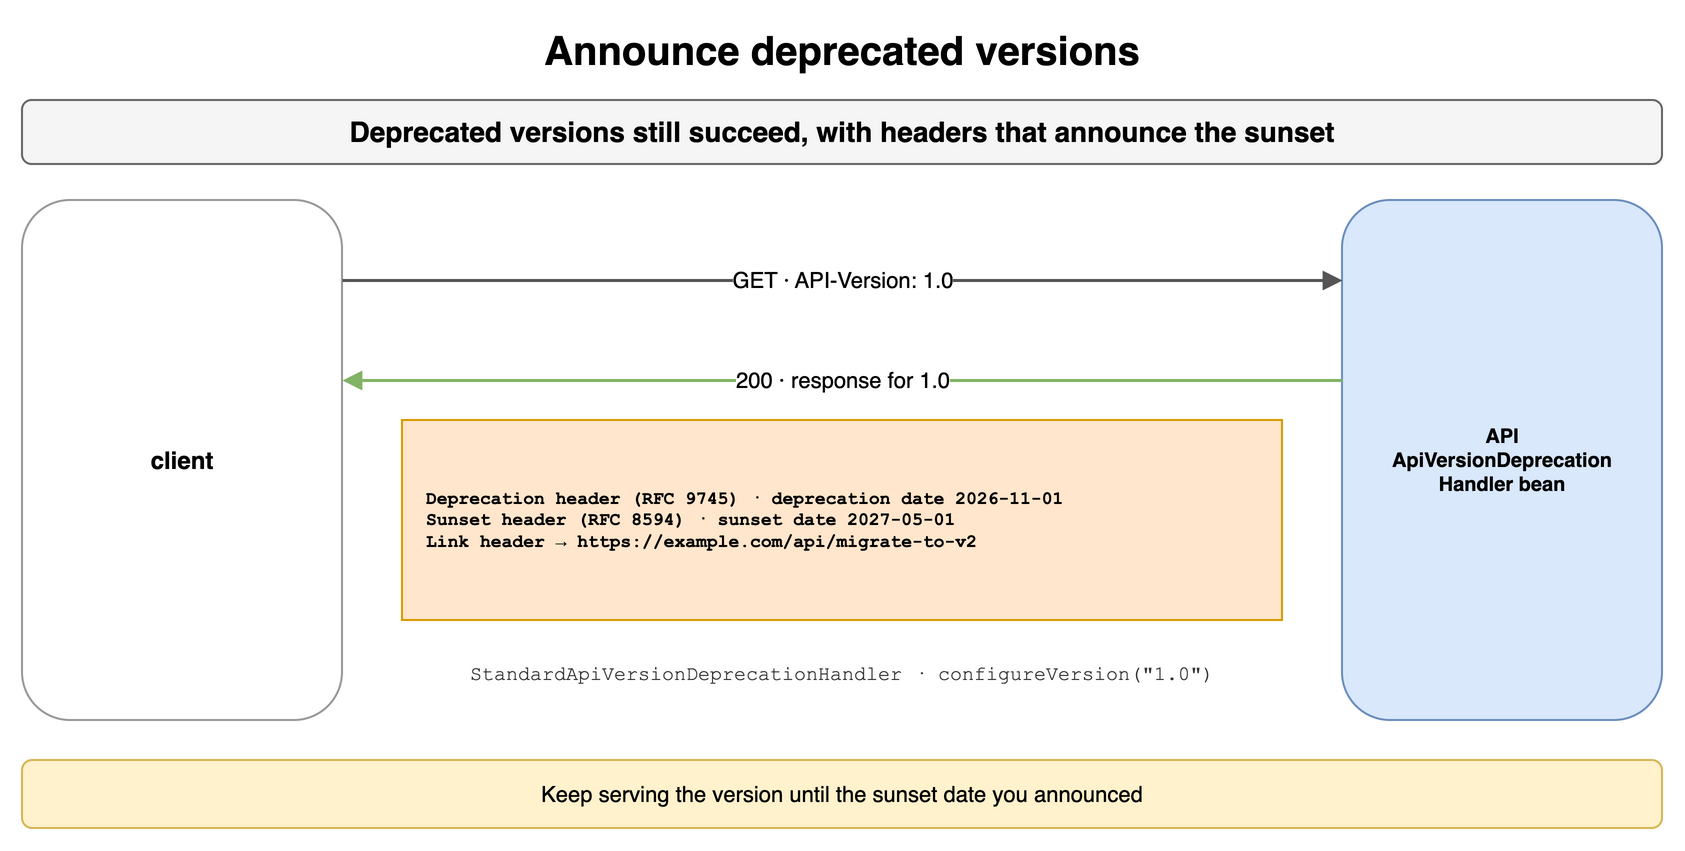 Announce deprecated versions
Deprecated versions still succeed, with headers that announce the sunset
GET · API-Version: 1.0
200 · response for 1.0
client
Deprecation header (RFC 9745) · deprecation date 2026-11-01
Sunset header (RFC 8594) · sunset date 2027-05-01
Link header → https://example.com/api/migrate-to-v2
API
ApiVersionDeprecation
Handler bean
StandardApiVersionDeprecationHandler · configureVersion("1.0")
Keep serving the version until the sunset date you announced